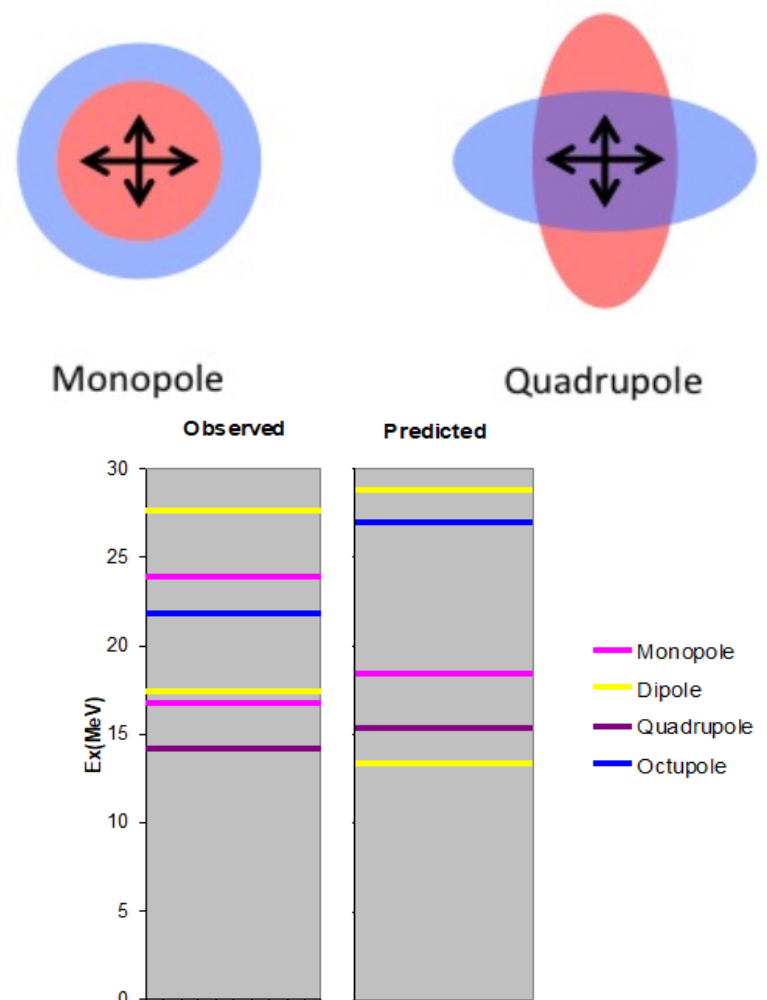 Monopole
Quadrupole
Observed
Predicted
30
25
20
15
10
5
0
Ex(MeV)
Monopole
Dipole
Quadrupole
Octupole